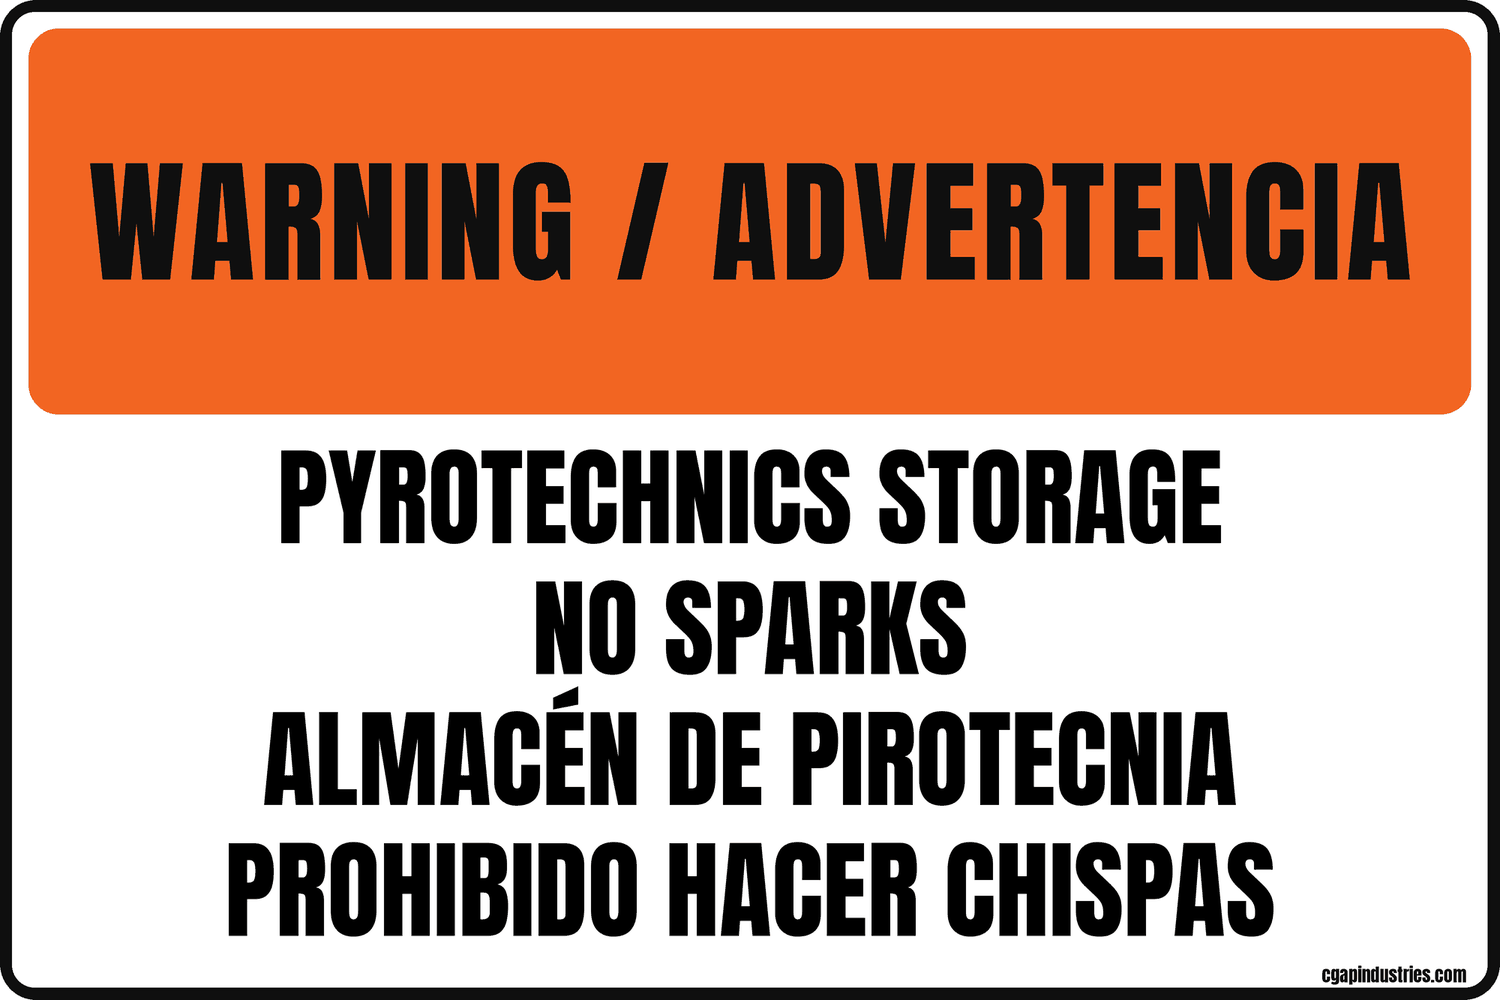 WARNING / ADVERTENCIA
PYROTECHNICS STORAGE
NO SPARKS
ALMACÉN DE PIROTECNIA
PROHIBIDO HACER CHISPAS
cgapindustries.com